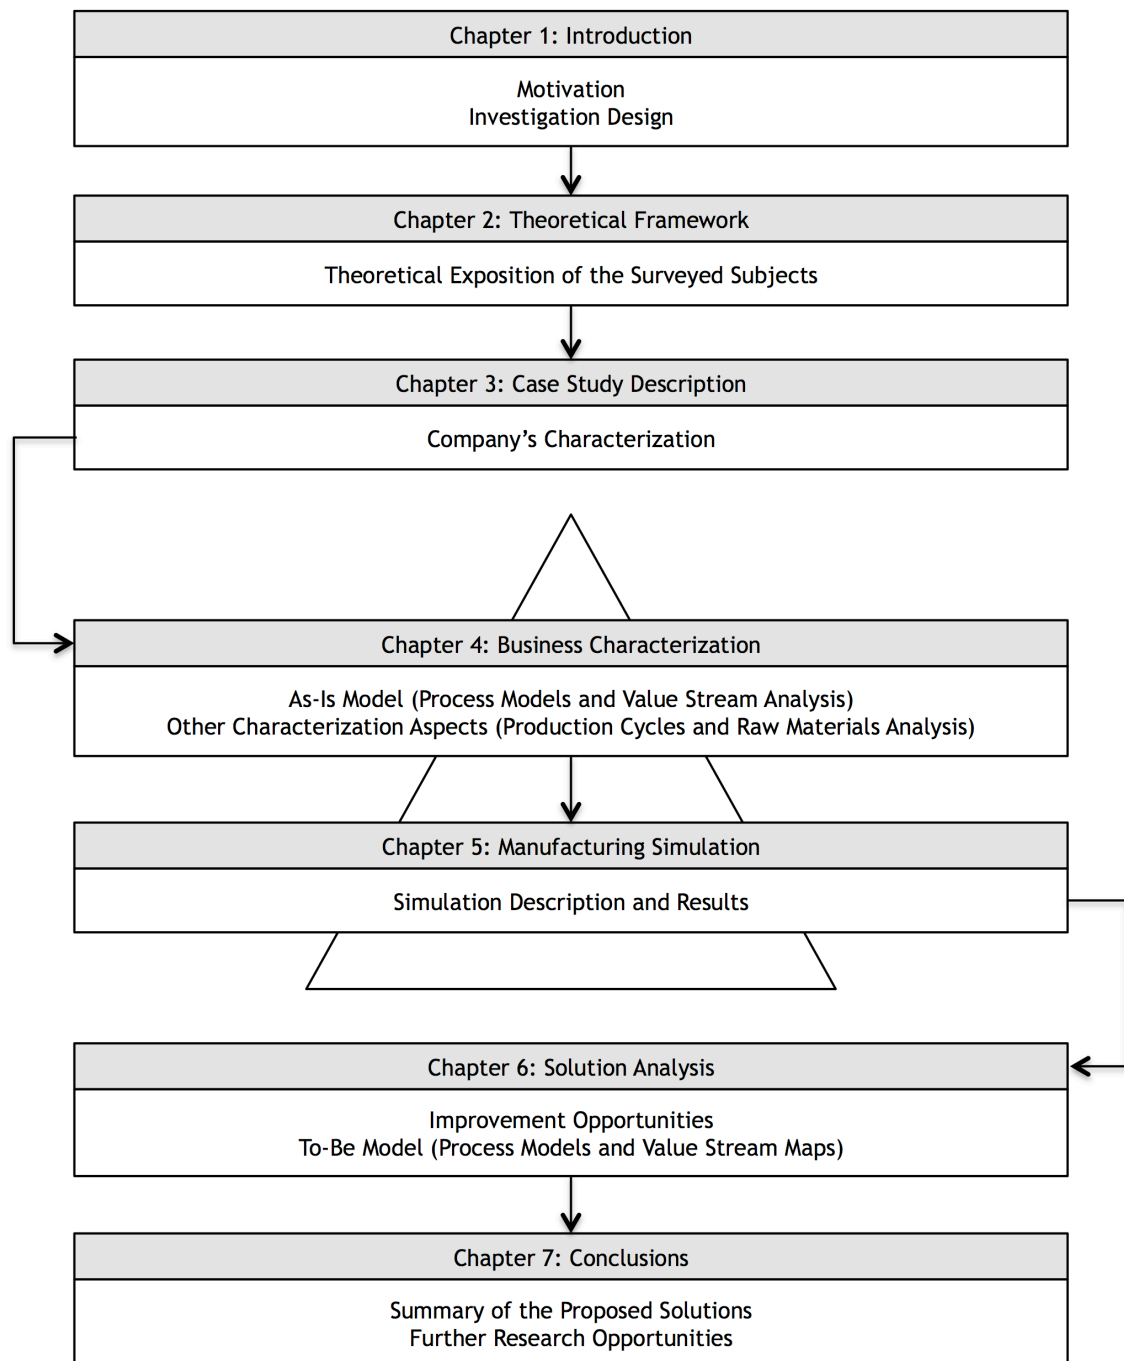 Chapter 1: Introduction
Motivation
Investigation Design
Chapter 2: Theoretical Framework
Theoretical Exposition of the Surveyed Subjects
Chapter 3: Case Study Description
Company’s Characterization
Chapter 4: Business Characterization
As-Is Model (Process Models and Value Stream Analysis)
Other Characterization Aspects (Production Cycles and Raw Materials Analysis)
Chapter 5: Manufacturing Simulation
Simulation Description and Results
Chapter 6: Solution Analysis
Improvement Opportunities
To-Be Model (Process Models and Value Stream Maps)
Chapter 7: Conclusions
Summary of the Proposed Solutions
Further Research Opportunities